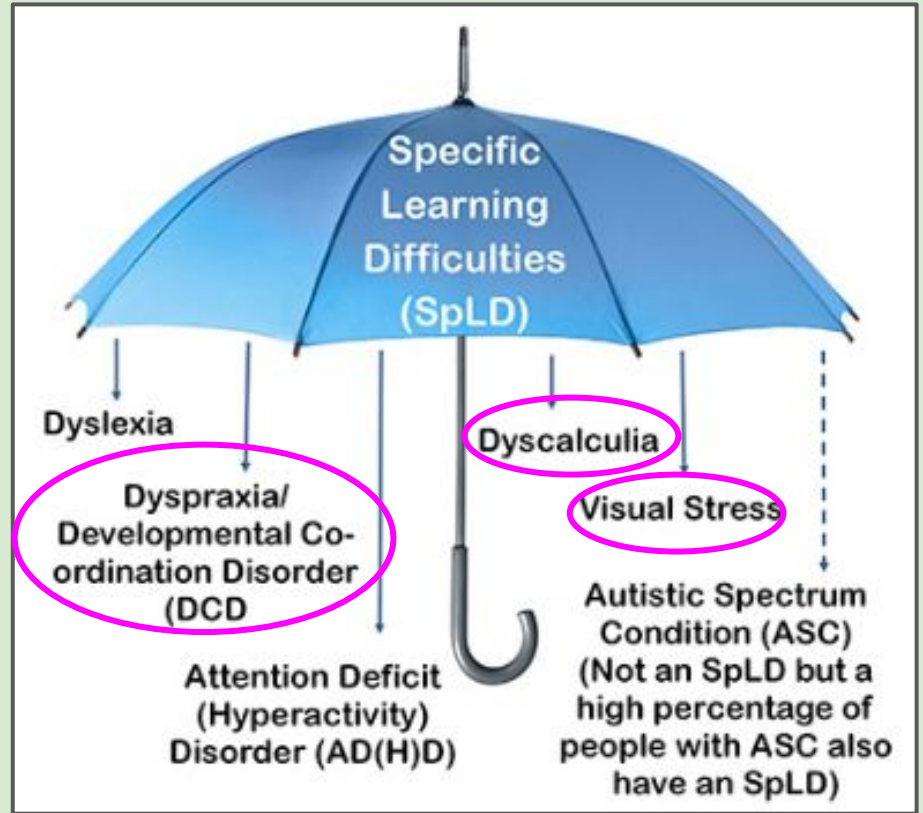 Specific
Learning
Difficulties
(SpLD)
Dyslexia
Dyspraxia/
Developmental Co-
ordination Disorder
(DCD
Attention Deficit
(Hyperactivity)
Disorder (AD(H)D)
Dyscalculia
Visual Stress
Autistic Spectrum
Condition (ASC)
(Not an SpLD but a
high percentage of
people with ASC also
have an SpLD)